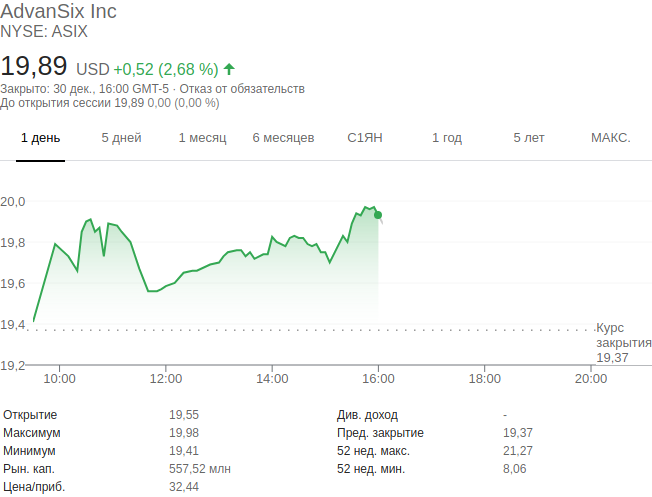 AdvanSix Inc
NYSE: ASIX
19,89 USD +0,52 (2,68 %)
Закрыто: 30 дек., 16:00 GMT-5 · Отказ от обязательств
До открытия сессии 19,89 0,00 (0,00 %)
1 день 5 дней 1 месяц 6 месяцев С1ЯН 1 год 5 лет МАКС.
20,0
19,8
19,6
19,4
Курс
закрытия
19,37
19,2
10:00 12:00 14:00 16:00 18:00 20:00
Открытие 19,55 Див. доход -
Максимум 19,98 Пред. закрытие 19,37
Минимум 19,41 52 нед. макс. 21,27
Рын. кап. 557,52 млн 52 нед. мин. 8,06
Цена/приб. 32,44